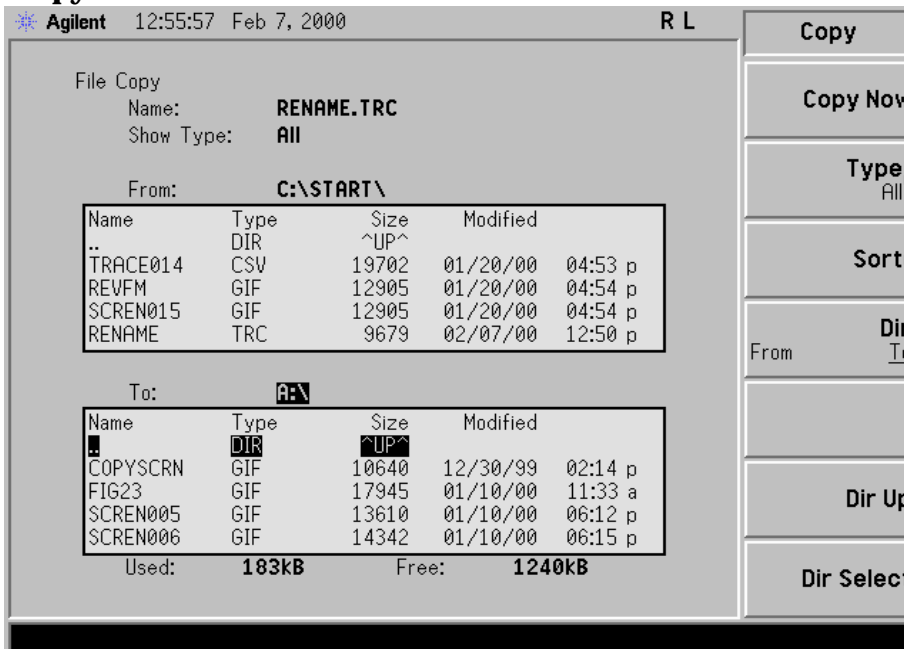 Agilent 12:55:57 Feb 7, 2000 R L
File Copy
Name: RENAME.TRC
Show Type: All
From: C:\START\
Name Type Size Modified
.. DIR ^UP^
TRACE014 CSV 19702 01/20/00 04:53 p
REVFM GIF 12905 01/20/00 04:54 p
SCREN015 GIF 12905 01/20/00 04:54 p
RENAME TRC 9679 02/07/00 12:50 p
To: A:\
Name Type Size Modified
.. DIR ^UP^
COPYSCRN GIF 10640 12/30/99 02:14 p
FIG23 GIF 17945 01/10/00 11:33 a
SCREN005 GIF 13610 01/10/00 06:12 p
SCREN006 GIF 14342 01/10/00 06:15 p
Used: 183kB Free: 1240kB
Copy
Copy Now
Type
All
Sort
Dir
From To
Dir Up
Dir Select